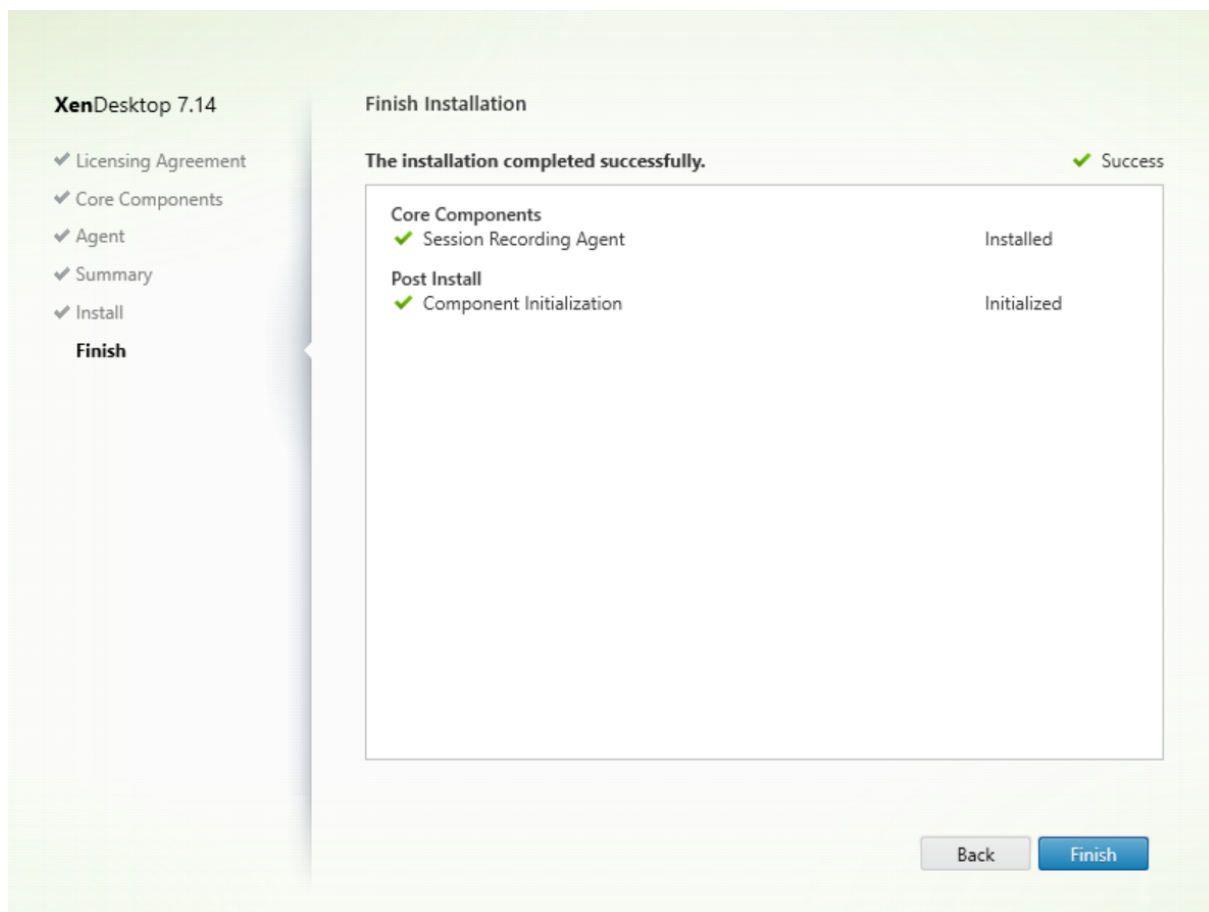 XenDesktop 7.14
Licensing Agreement
Core Components
Agent
Summary
Install
Finish
Finish Installation
The installation completed successfully. Success
Core Components
Session Recording Agent Installed
Post Install
Component Initialization Initialized
Back Finish